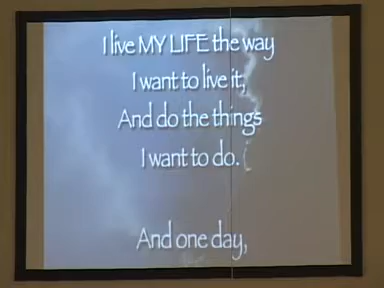 I live MY LIFE the way
I want to live it,
And do the things
I want to do.
And one day,